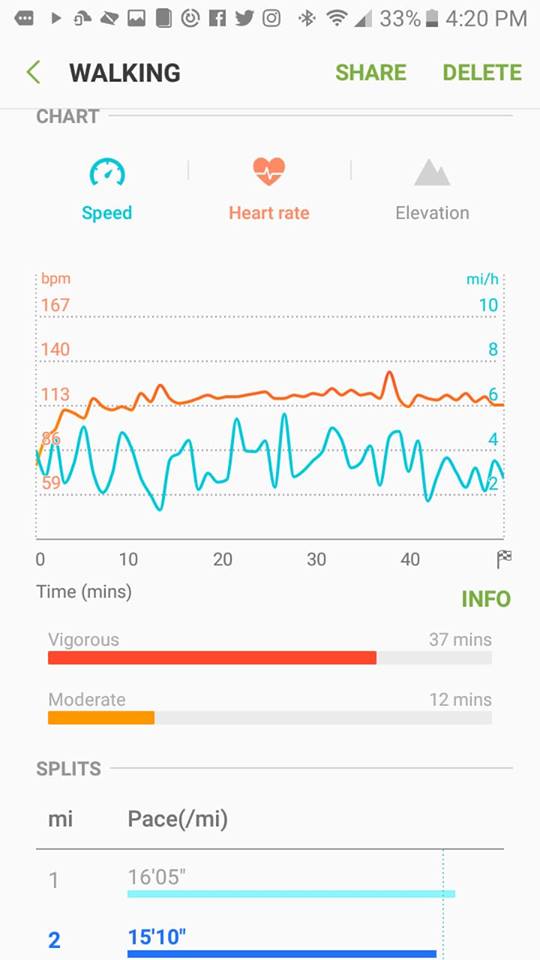 33% 4:20 PM
WALKING SHARE DELETE
CHART
Speed Heart rate Elevation
bpm mi/h
167 10
140 8
113 6
86 4
59 2
0 10 20 30 40
Time (mins)
INFO
Vigorous 37 mins
Moderate 12 mins
SPLITS
mi Pace(/mi)
1 16'05"
2 15'10"